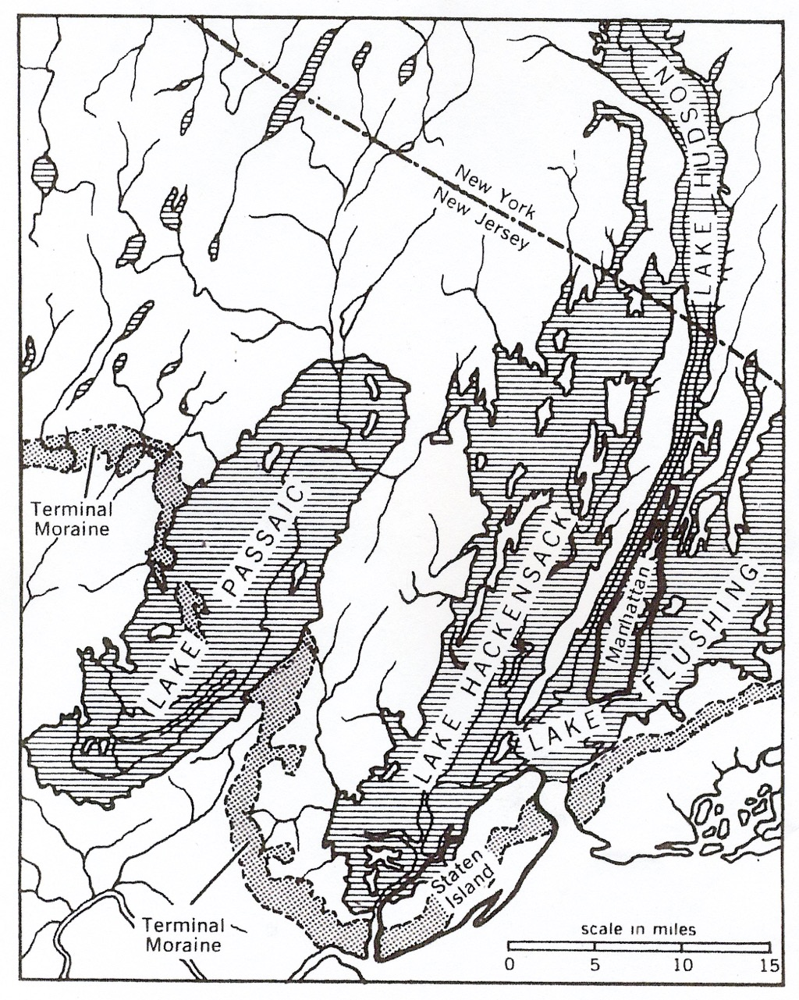 LAKE HUDSON
New York
New Jersey
Terminal
Moraine
LAKE PASSAIC
LAKE HACKENSACK
Manhattan
LAKE FLUSHING
Staten
Island
Terminal
Moraine
scale in miles
0 5 10 15